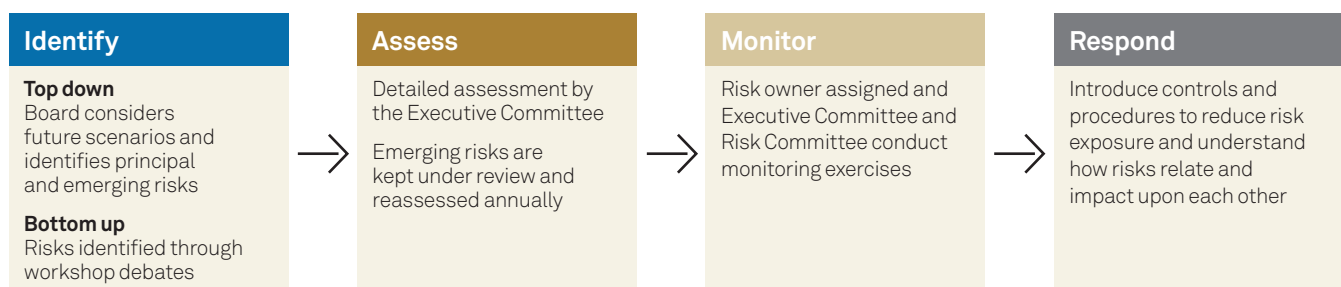 Identify
Top down
Board considers
future scenarios and
identifies principal
and emerging risks
Bottom up
Risks identified through
workshop debates
Assess
Detailed assessment by
the Executive Committee
Emerging risks are
kept under review and
reassessed annually
Monitor
Risk owner assigned and
Executive Committee and
Risk Committee conduct
monitoring exercises
Respond
Introduce controls and
procedures to reduce risk
exposure and understand
how risks relate and
impact upon each other